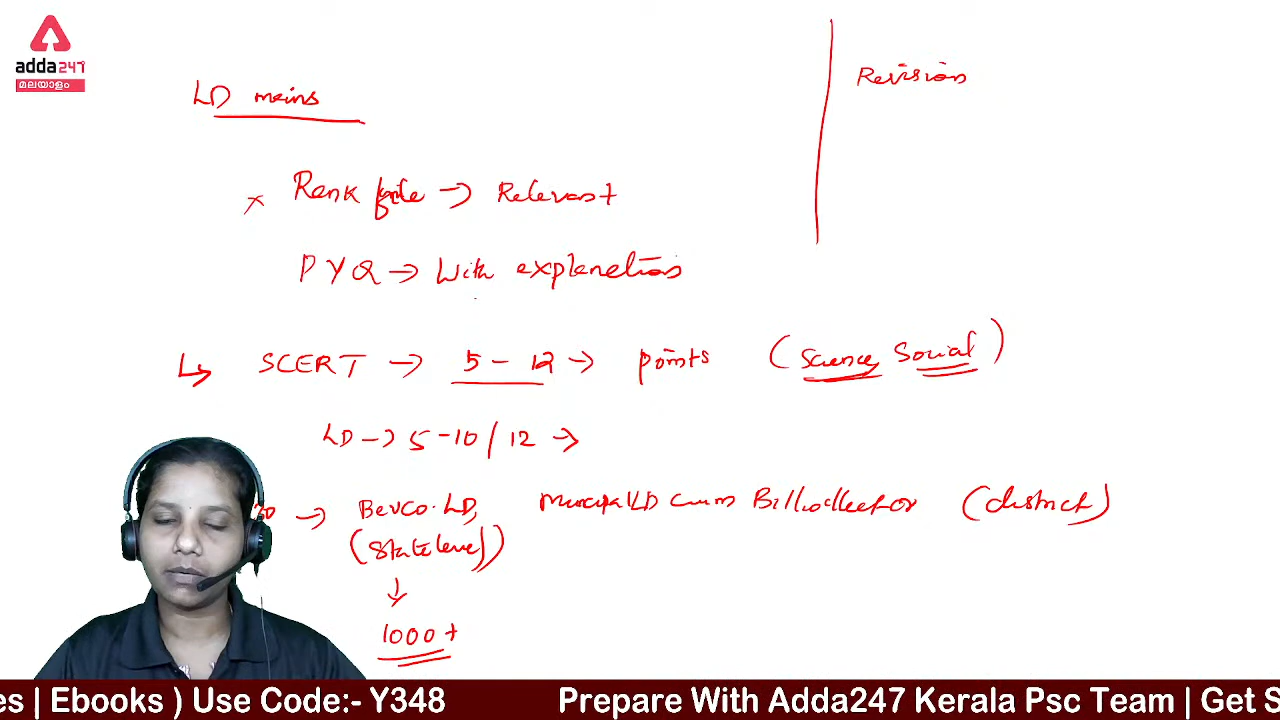 adda247
മലയാളം
LD mains
Revision
x Rank file → Relevant
PYQ → With explanations
↳ SCERT → 5 - 12 → points (Science, Social)
LD → 5 - 10 / 12 →
→ Bevco. LD, LD cum Bill collector (district)
(State level)
↓
1000 +
es | Ebooks ) Use Code:- Y348 Prepare With Adda247 Kerala Psc Team | Get S